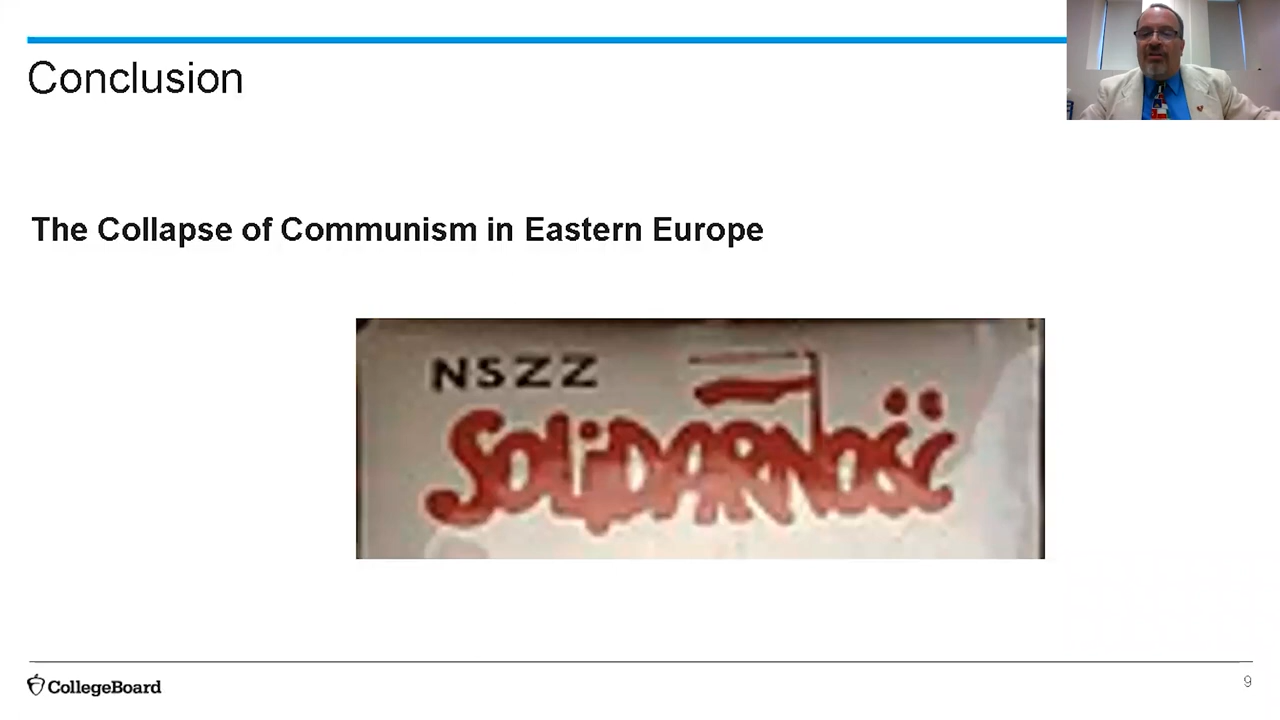 Conclusion
The Collapse of Communism in Eastern Europe
NSZZ
SOLiDARNOŚĆ
CollegeBoard
9